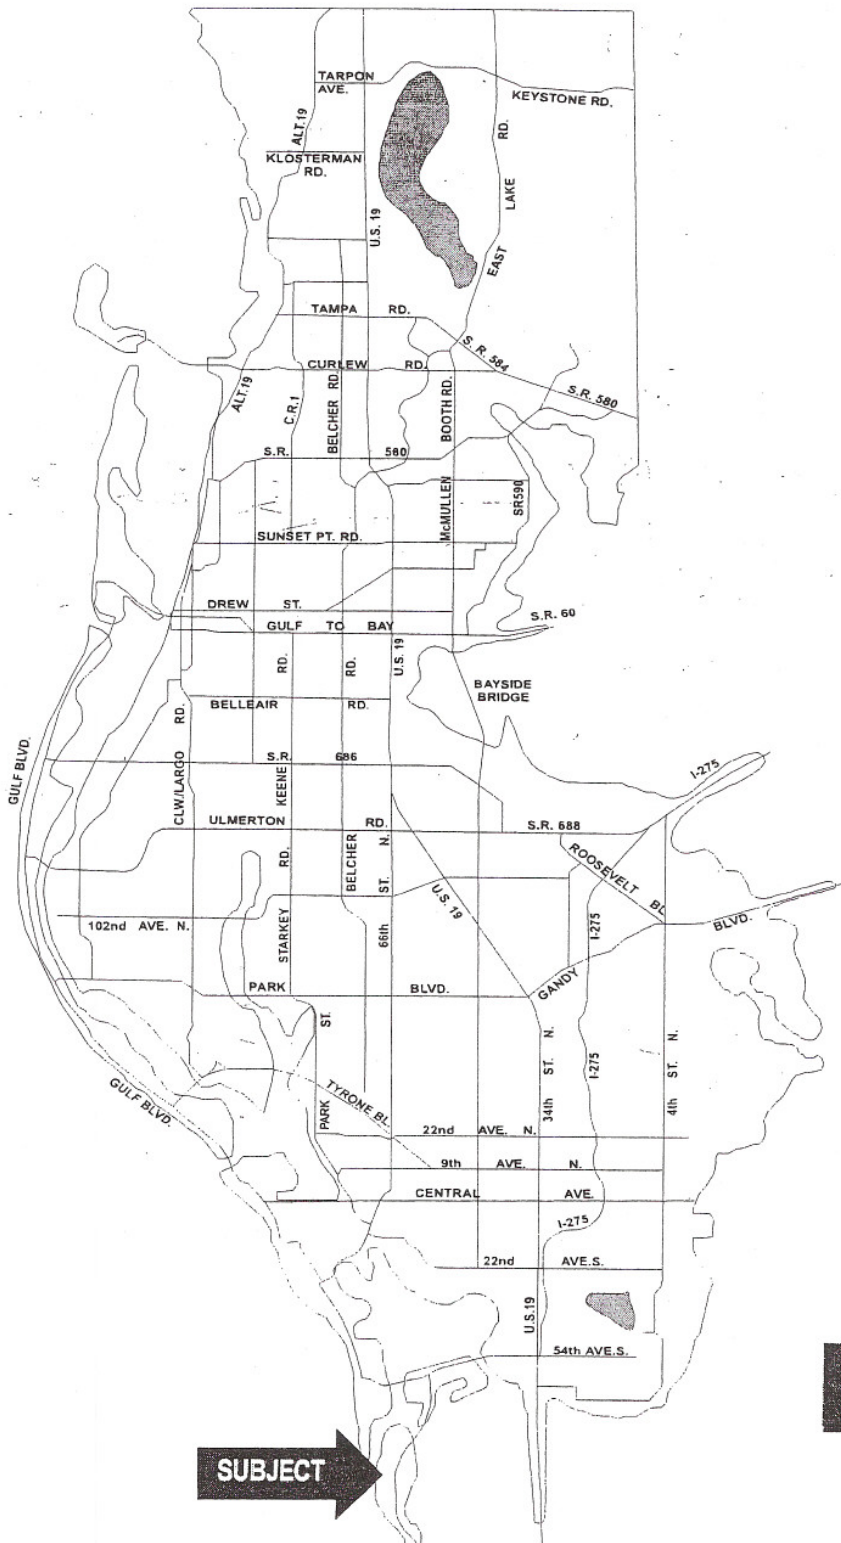 TARPON
AVE.
KEYSTONE RD.
ALT.19
KLOSTERMAN
RD.
U.S. 19
EAST LAKE RD.
TAMPA RD.
S. R. 584
CURLEW RD.
S.R. 580
ALT.19
C.R.1
BELCHER RD.
BOOTH RD.
S.R. 580
McMULLEN
SR590
SUNSET PT. RD.
DREW ST.
S.R. 60
GULF TO BAY
U.S. 19
RD.
RD.
BAYSIDE
BRIDGE
BELLEAIR RD.
GULF BLVD.
CLW/LARGO RD.
S.R. 686
KEENE
I-275
ULMERTON RD.
S.R. 688
RD.
BELCHER
ROOSEVELT BL.
U.S. 19
102nd AVE. N.
STARKEY
66th ST. N.
I-275
BLVD.
PARK BLVD.
GANDY
PARK ST.
34th ST. N.
I-275
4th ST. N.
GULF BLVD.
TYRONE BL.
22nd AVE. N.
9th AVE. N.
CENTRAL AVE.
I-275
22nd AVE.S.
U.S.19
54th AVE.S.
SUBJECT